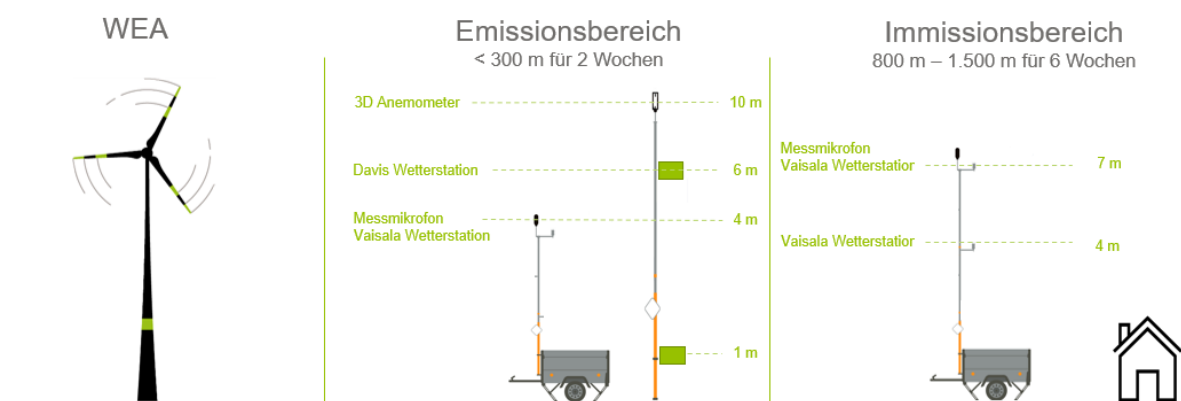 WEA
Emissionsbereich
< 300 m für 2 Wochen
3D Anemometer
10 m
Davis Wetterstation
6 m
Messmikrofon
Vaisala Wetterstation
4 m
1 m
Immissionsbereich
800 m – 1.500 m für 6 Wochen
Messmikrofon
Vaisala Wetterstatior
7 m
Vaisala Wetterstatior
4 m